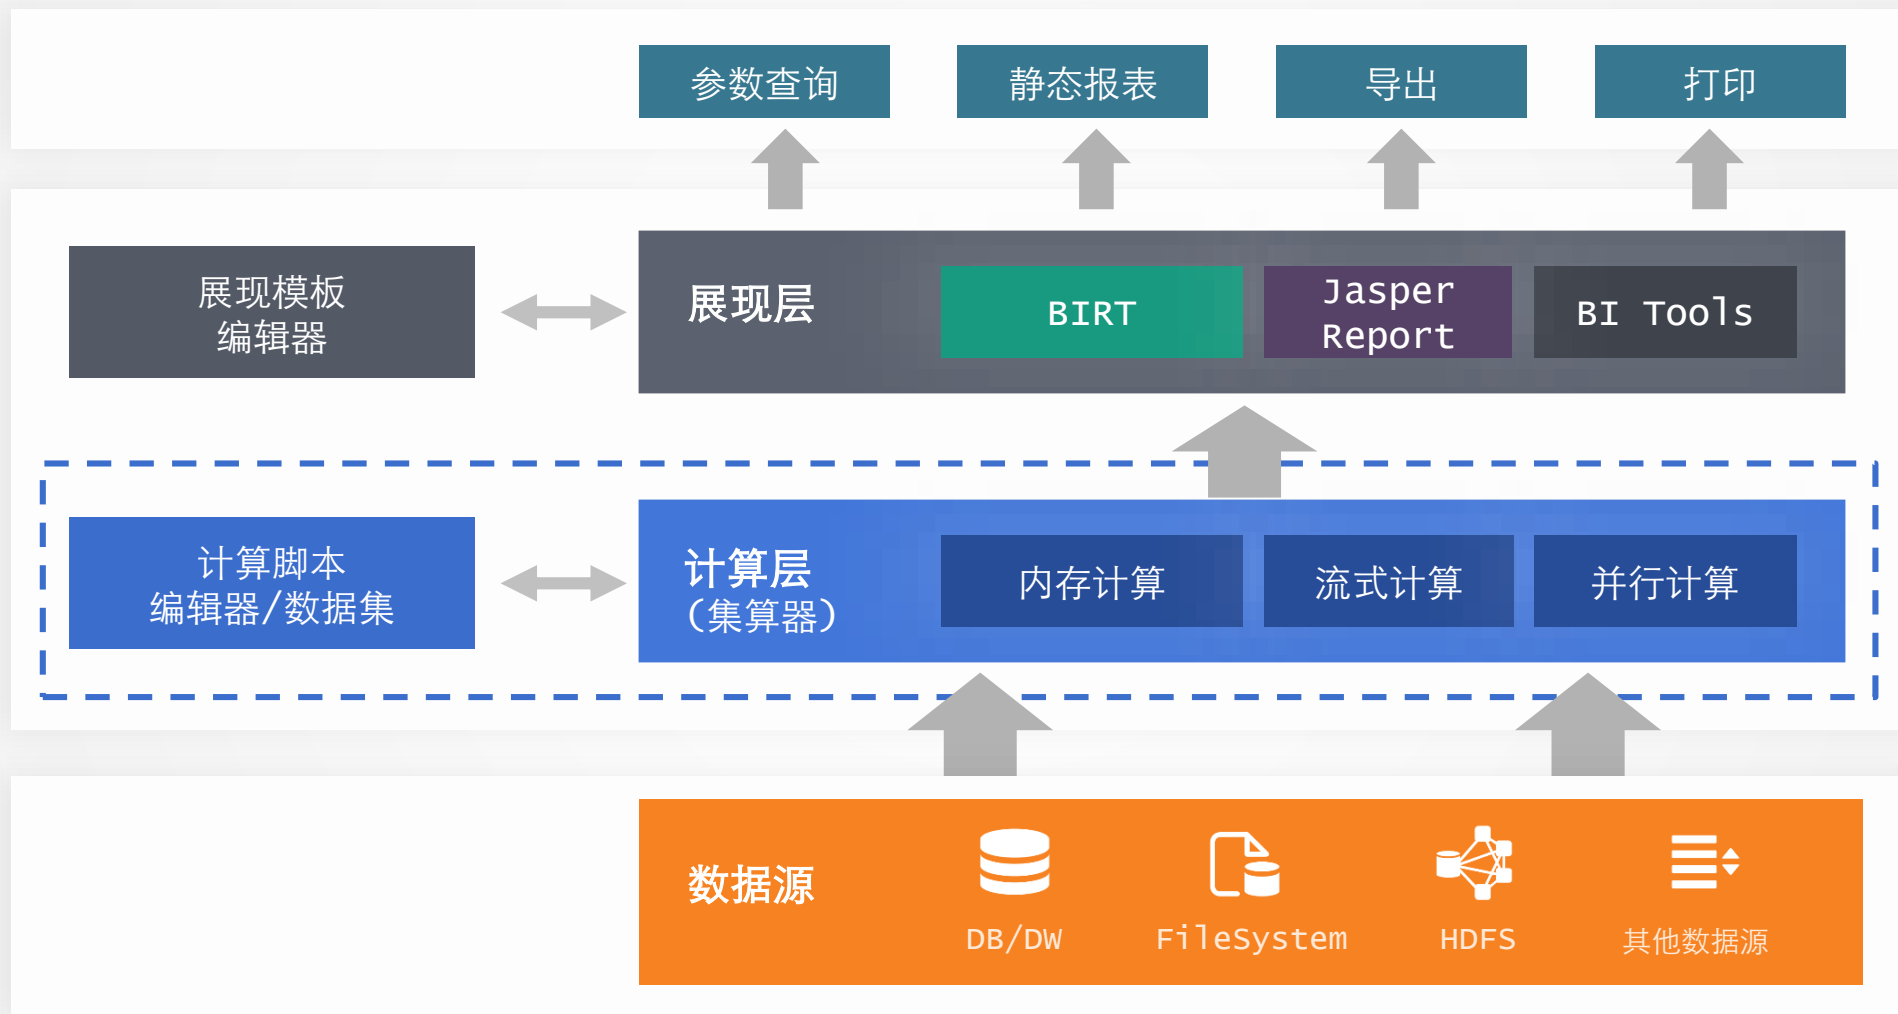 参数查询
静态报表
导出
打印
展现模板
编辑器
展现层
BIRT
Jasper
Report
BI Tools
计算脚本
编辑器/数据集
计算层
(集算器)
内存计算
流式计算
并行计算
数据源
DB/DW
FileSystem
HDFS
其他数据源